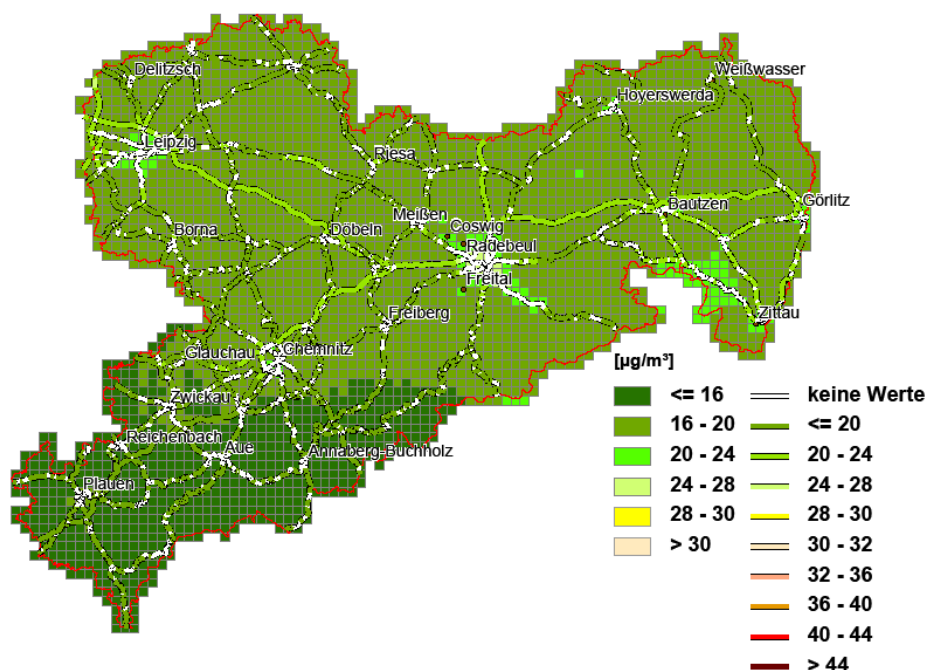 Delitzsch
Weißwasser
Hoyerswerda
Leipzig
Riesa
Görlitz
Bautzen
Meißen
Coswig
Borna
Döbeln
Radebeul
Freital
Freiberg
Zittau
Glauchau
Chemnitz
[µg/m³]
Zwickau
Reichenbach
Aue
Annaberg-Buchholz
Plauen
<= 16
16 - 20
20 - 24
24 - 28
28 - 30
> 30
keine Werte
<= 20
20 - 24
24 - 28
28 - 30
30 - 32
32 - 36
36 - 40
40 - 44
> 44